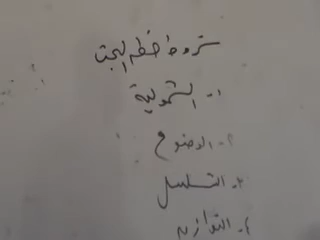 شروط خطة البحث
١- الشمولية
٢- الوضوح
٣- التسلسل
٤- التوازن